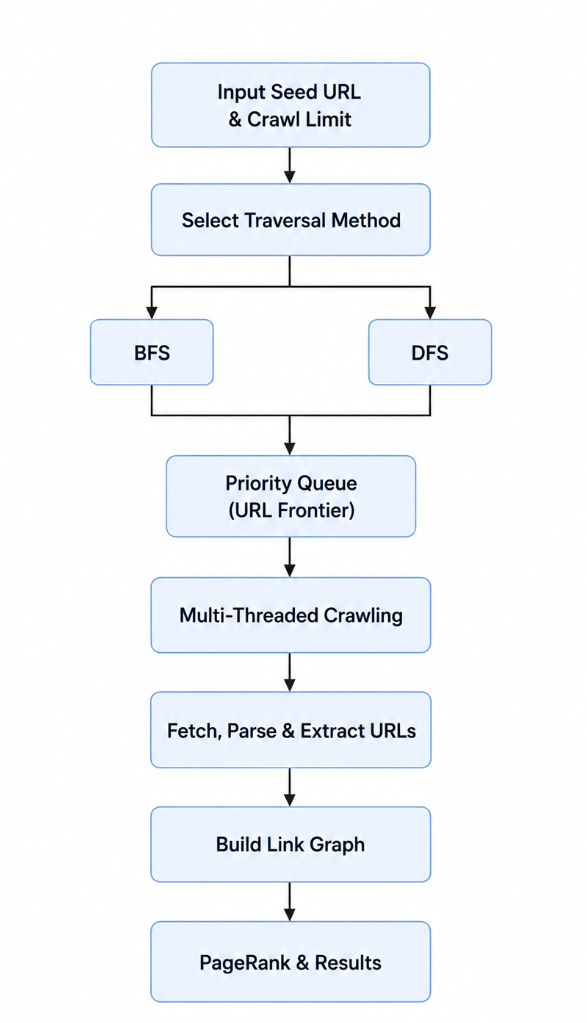 Input Seed URL
& Crawl Limit
Select Traversal Method
BFS
DFS
Priority Queue
(URL Frontier)
Multi-Threaded Crawling
Fetch, Parse & Extract URLs
Build Link Graph
PageRank & Results